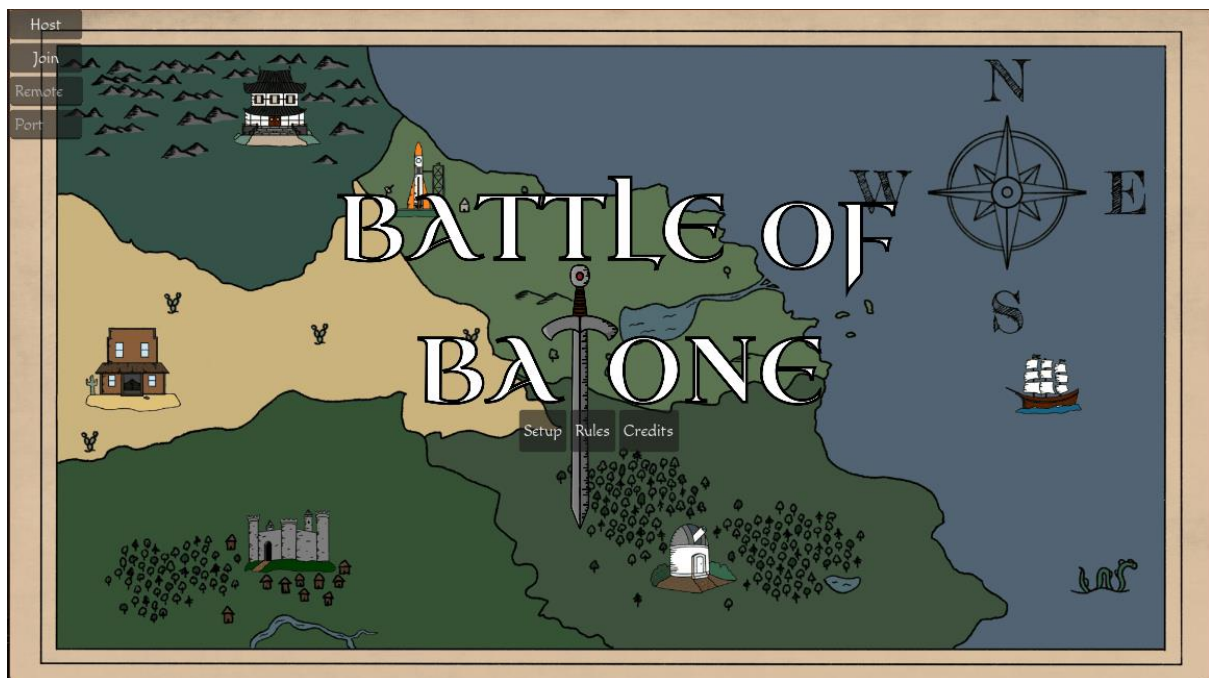 Host
Join
Remote
Port
N
W
E
S
BATTLE OF
BATONE
Setup Rules Credits